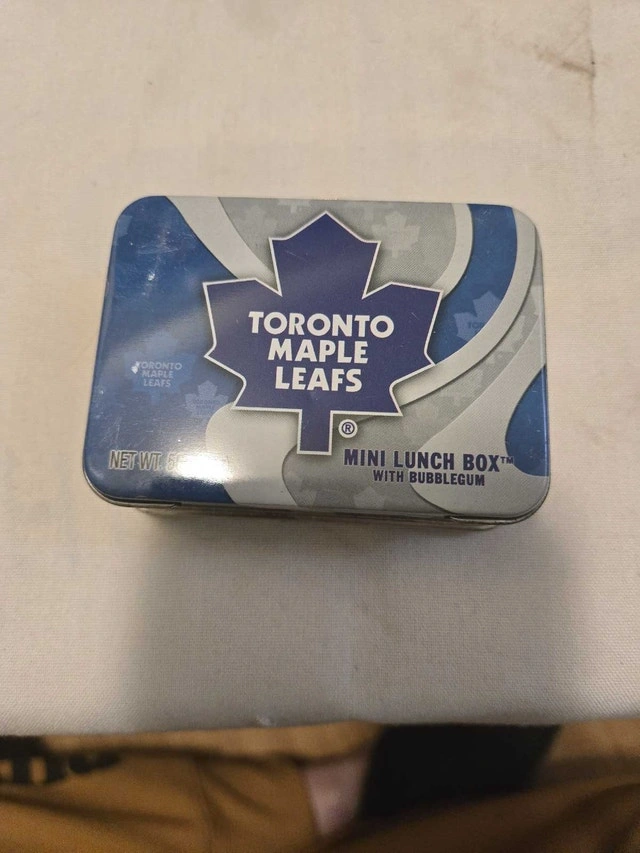 TORONTO
MAPLE
LEAFS
®
TORONTO
MAPLE
LEAFS
NET WT.
MINI LUNCH BOX™
WITH BUBBLEGUM